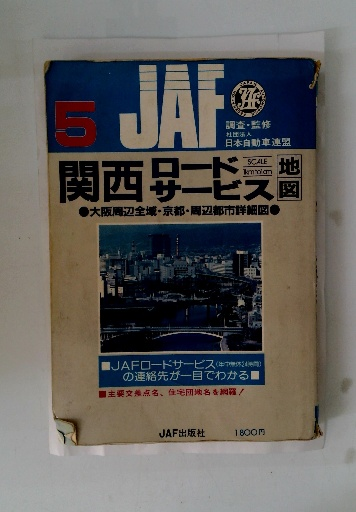 JAF
5
調査・監修
社団法人
日本自動車連盟
関西ロードサービス地図
SCALE
●大阪周辺全域・京都・周辺都市詳細図●
■JAFロードサービス
の連絡先が一目でわかる■
■主要交差点名、住宅団地名を網羅!
JAF出版社 1800円